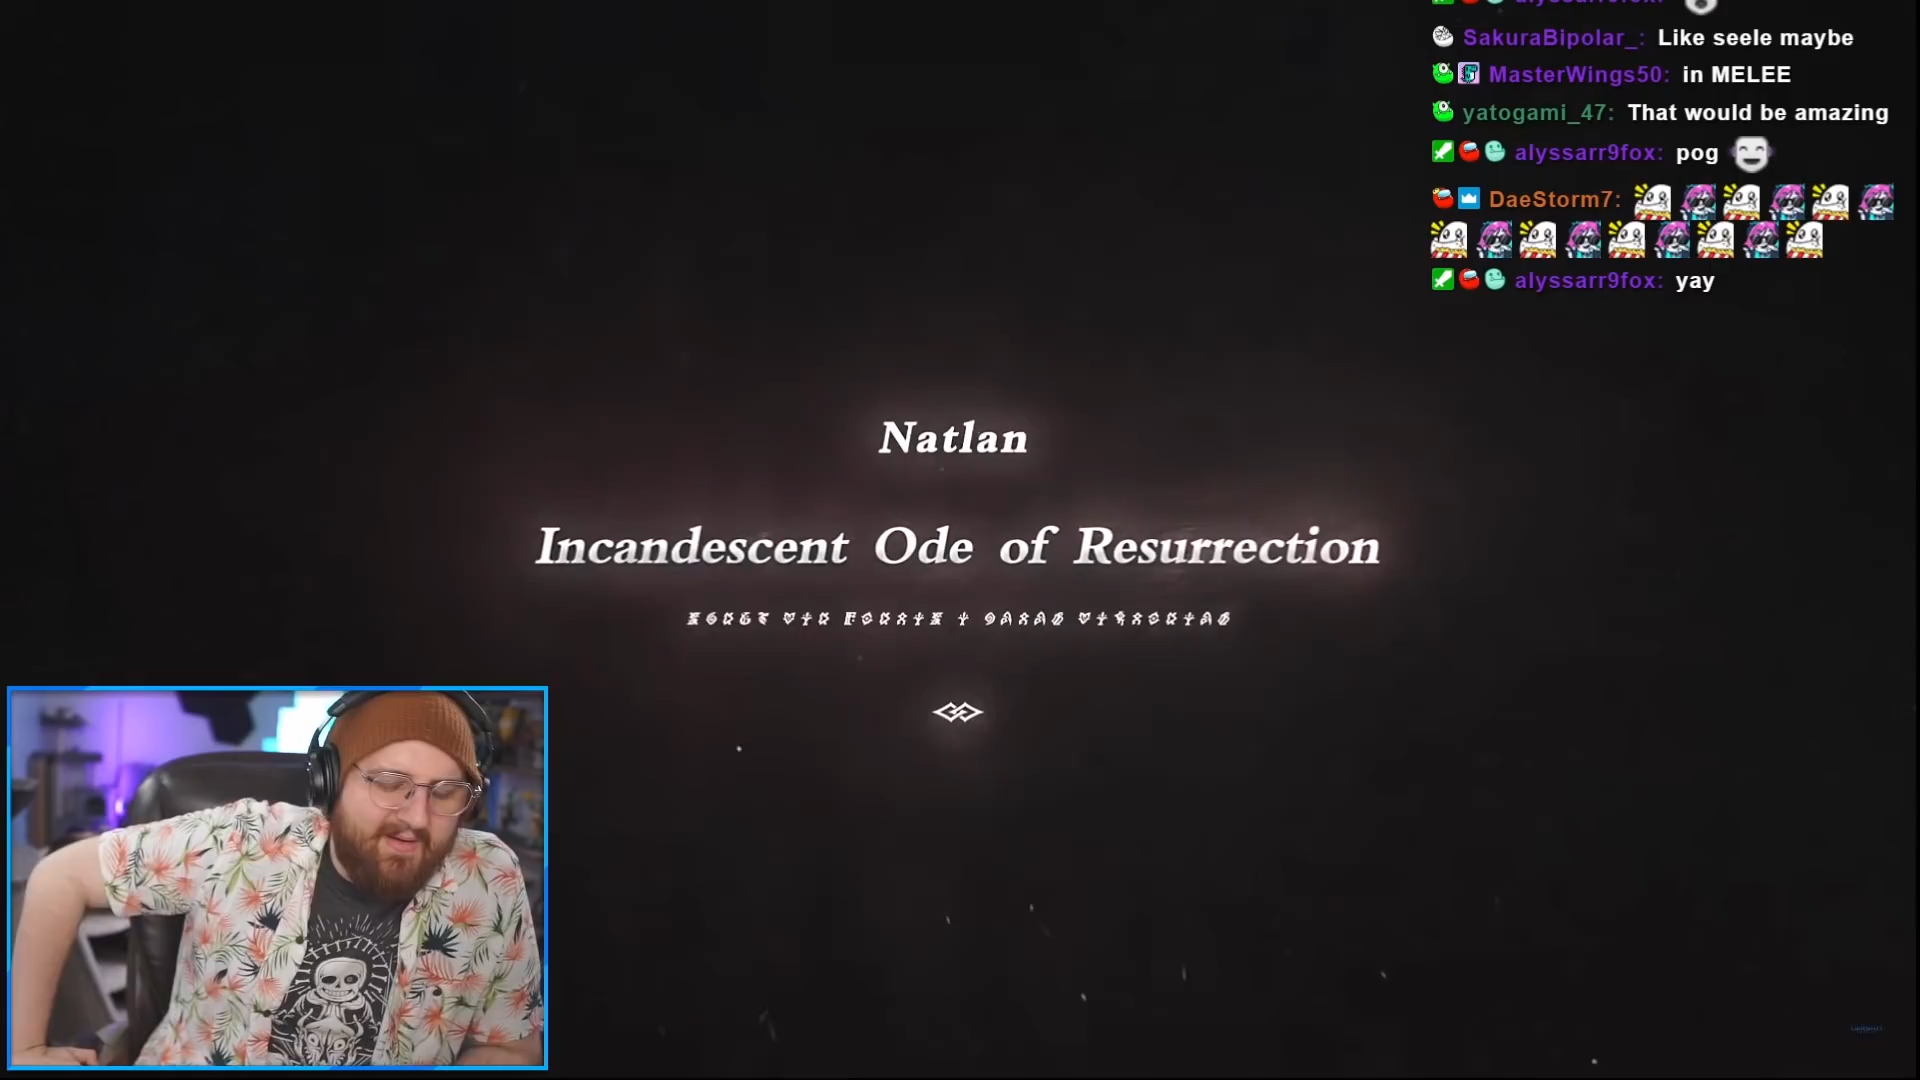 SakuraBipolar_: Like seele maybe
MasterWings50: in MELEE
yatogami_47: That would be amazing
alyssarr9fox: pog
DaeStorm7:
alyssarr9fox: yay
Natlan
Incandescent Ode of Resurrection